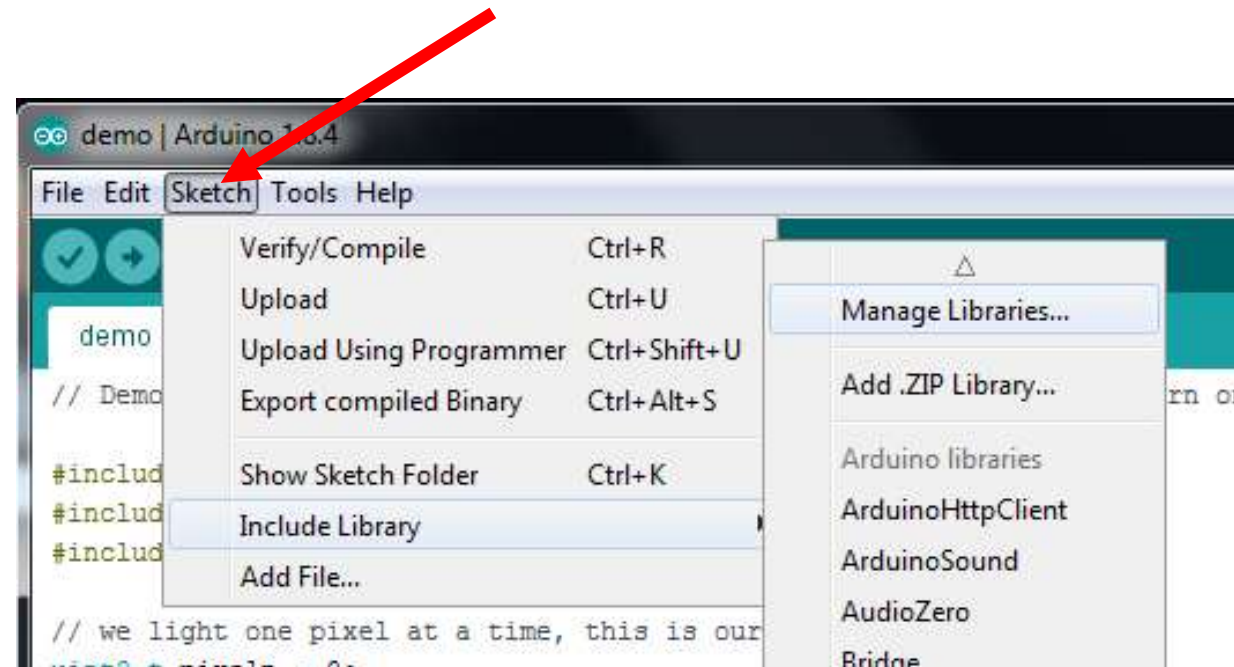 demo | Arduino 1.8.4
File Edit Sketch Tools Help
Verify/Compile Ctrl+R
Upload Ctrl+U
Upload Using Programmer Ctrl+Shift+U
Export compiled Binary Ctrl+Alt+S
Show Sketch Folder Ctrl+K
Include Library
Add File...
△
Manage Libraries...
Add .ZIP Library...
Arduino libraries
ArduinoHttpClient
ArduinoSound
AudioZero
Bridge
demo
// Demo
#includ
#includ
#includ
// we light one pixel at a time, this is our